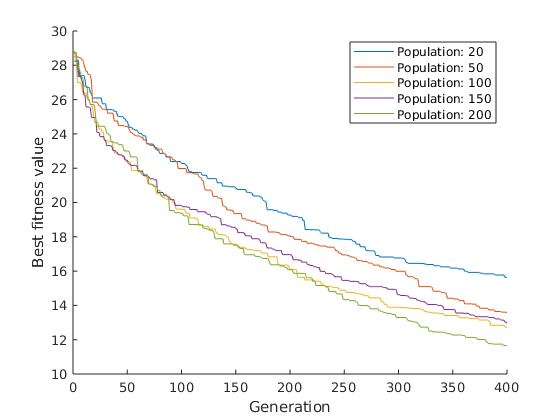 30
28
26
24
22
20
18
16
14
12
10
Best fitness value
0
50
100
150
200
250
300
350
400
Generation
Population: 20
Population: 50
Population: 100
Population: 150
Population: 200